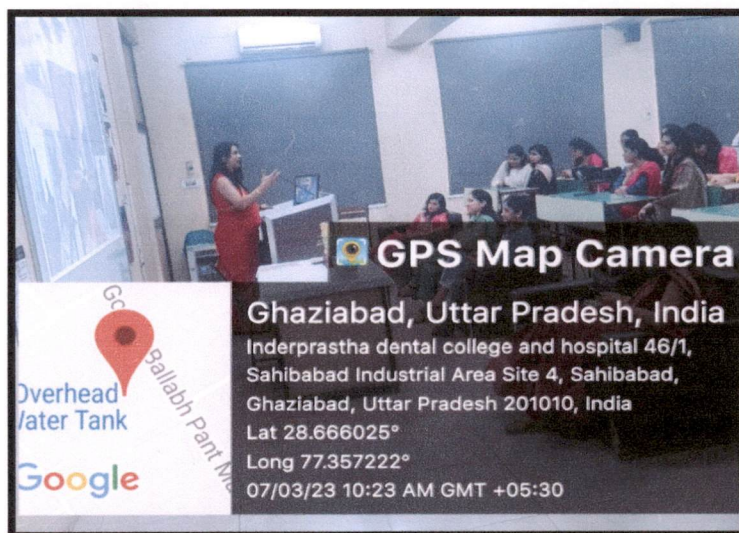 GPS Map Camera
Ghaziabad, Uttar Pradesh, India
Inderprastha dental college and hospital 46/1,
Sahibabad Industrial Area Site 4, Sahibabad,
Ghaziabad, Uttar Pradesh 201010, India
Lat 28.666025°
Long 77.357222°
07/03/23 10:23 AM GMT +05:30
Ballabh Pant
Overhead
Water Tank
Google